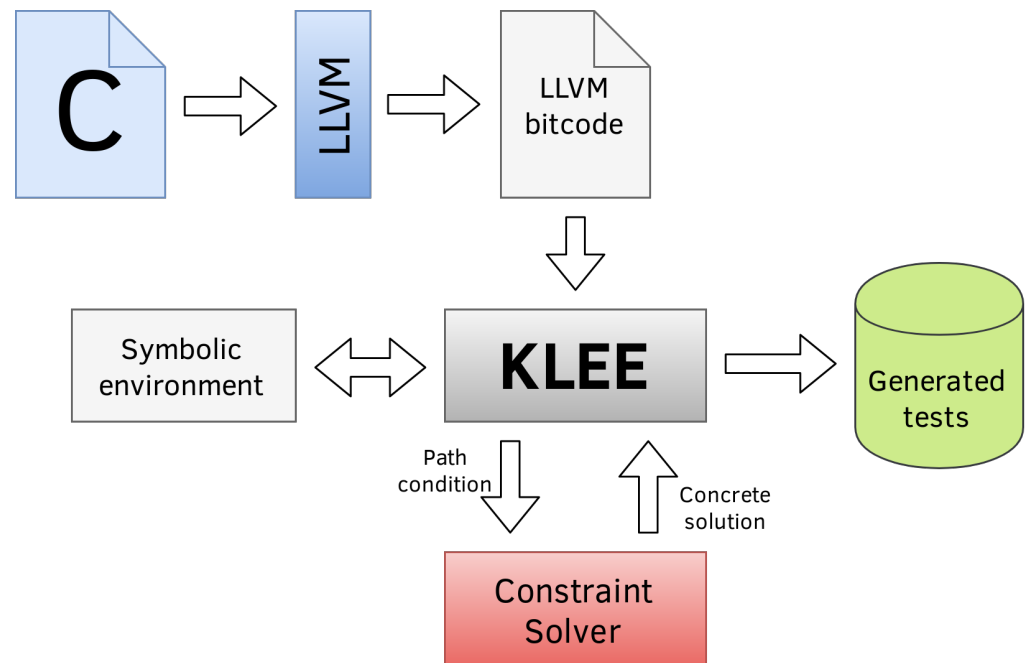 C
LLVM
LLVM
bitcode
Symbolic
environment
KLEE
Generated
tests
Path
condition
Concrete
solution
Constraint
Solver